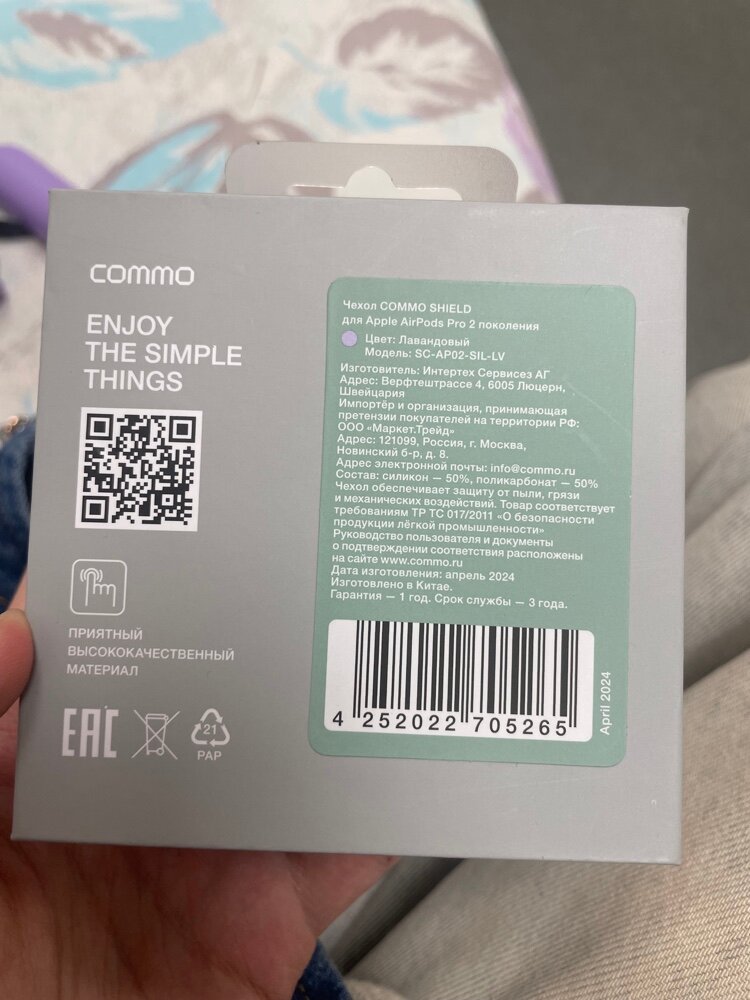 COMMO
ENJOY
THE SIMPLE
THINGS
ПРИЯТНЫЙ
ВЫСОКОКАЧЕСТВЕННЫЙ
МАТЕРИАЛ
EAC
21
PAP
Чехол COMMO SHIELD
для Apple AirPods Pro 2 поколения
Цвет: Лавандовый
Модель: SC-AP02-SIL-LV
Изготовитель: Интертех Сервисез АГ
Адрес: Верфтештрассе 4, 6005 Люцерн,
Швейцария
Импортёр и организация, принимающая
претензии покупателей на территории РФ:
ООО «Маркет.Трейд»
Адрес: 121099, Россия, г. Москва,
Новинский б-р, д. 8.
Адрес электронной почты: info@commo.ru
Состав: силикон — 50%, поликарбонат — 50%
Чехол обеспечивает защиту от пыли, грязи
и механических воздействий. Товар соответствует
требованиям ТР ТС 017/2011 «О безопасности
продукции лёгкой промышленности»
Руководство пользователя и документы
о подтверждении соответствия расположены
на сайте www.commo.ru
Дата изготовления: апрель 2024
Изготовлено в Китае.
Гарантия — 1 год. Срок службы — 3 года.
4 252022 705265
April 2024